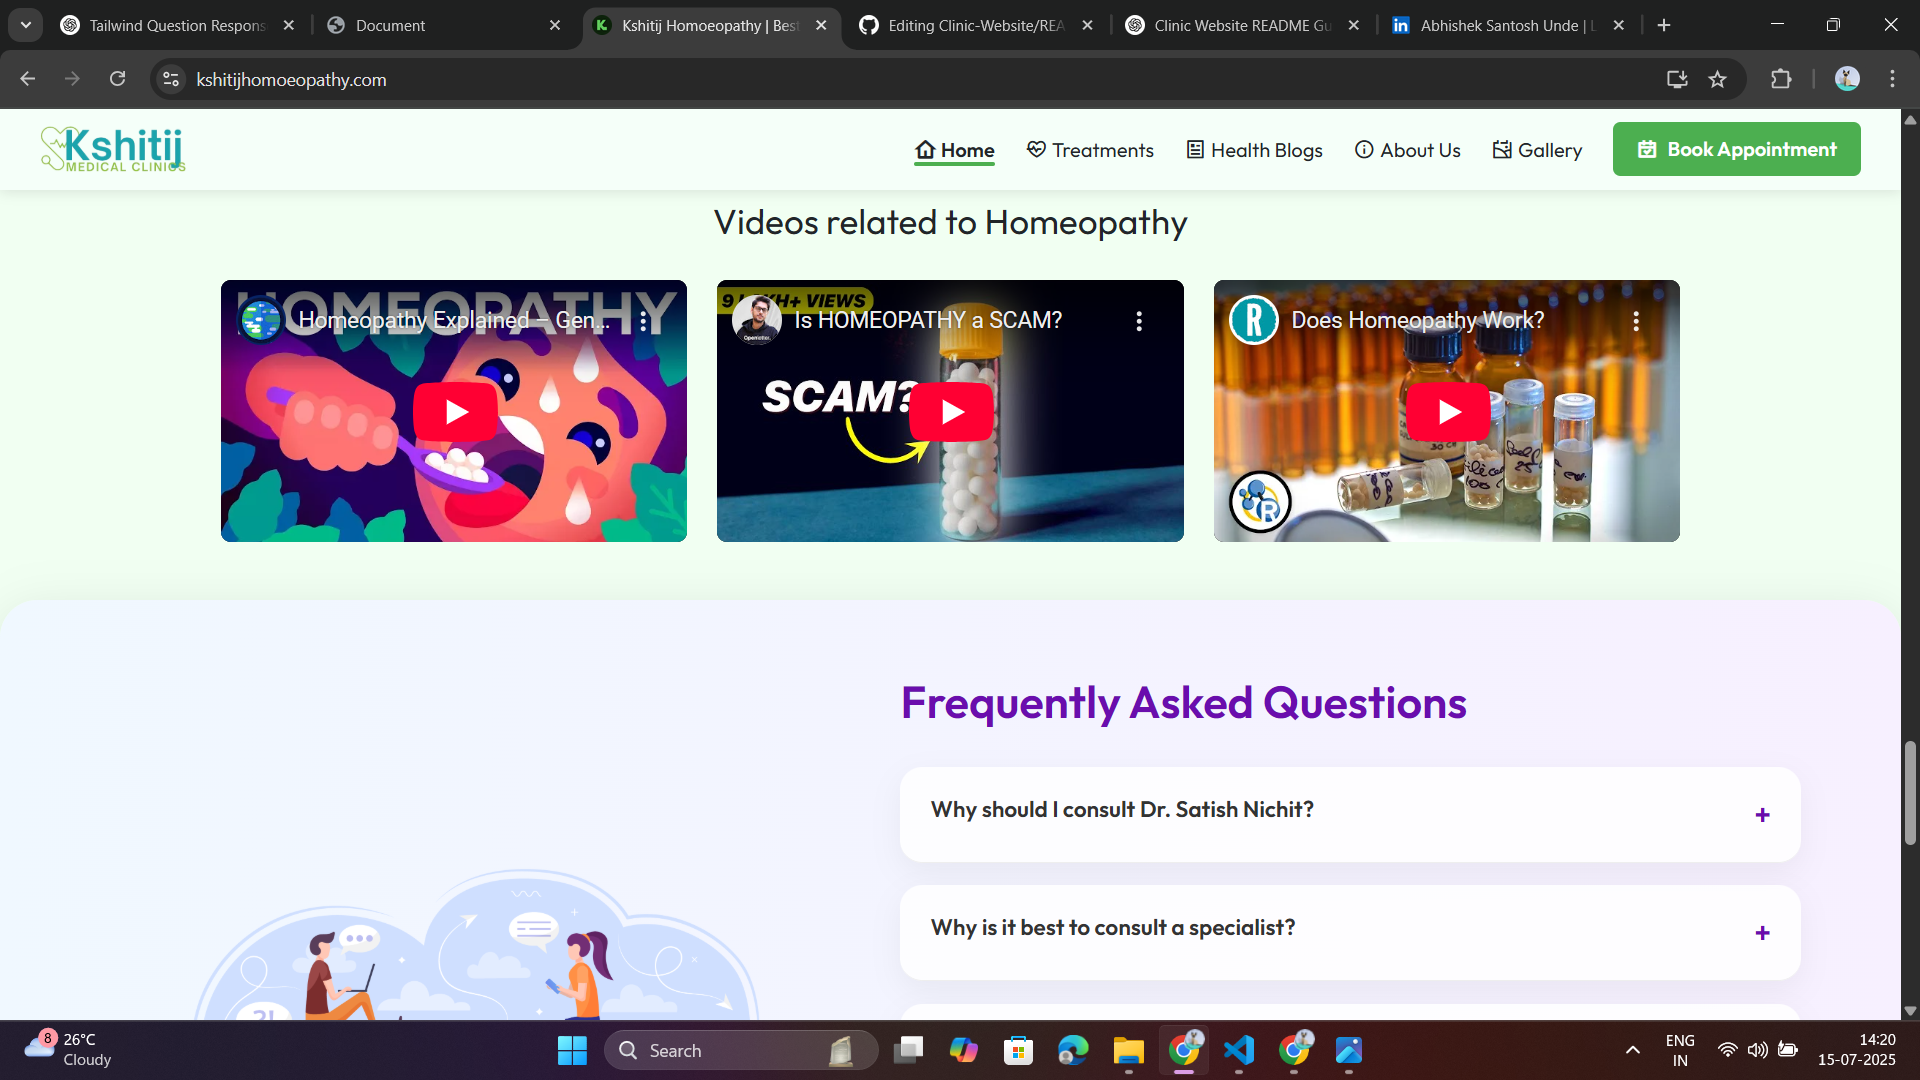 Tailwind Question Respons
Document
Kshitij Homoeopathy | Best
Editing Clinic-Website/REA
Clinic Website README Gu
Abhishek Santosh Unde | L
kshitijhomoeopathy.com
Kshitij
MEDICAL CLINICS
Home
Treatments
Health Blogs
About Us
Gallery
Book Appointment
Videos related to Homeopathy
HOMEOPATHY
Homeopathy Explained – Gen...
9 LAKH+ VIEWS
Is HOMEOPATHY a SCAM?
SCAM?
Does Homeopathy Work?
30 CH
R
R
Frequently Asked Questions
Why should I consult Dr. Satish Nichit?
+
Why is it best to consult a specialist?
+
?!
8
26°C
Cloudy
Search
ENG
IN
14:20
15-07-2025